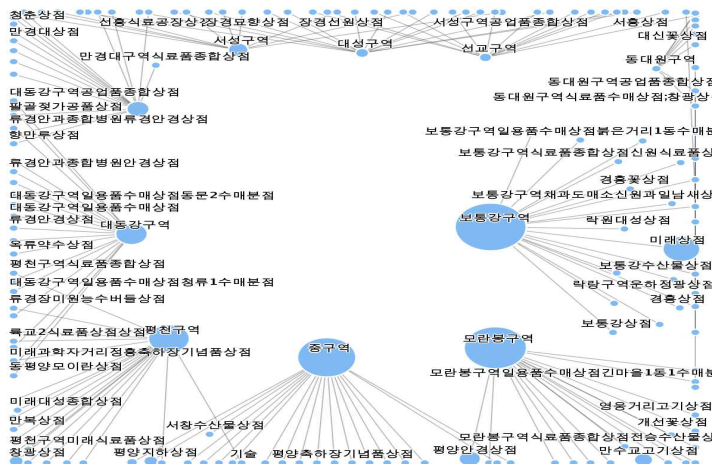 청춘상점
선흥식료공장상점
장경묘향상점
장경선원상점
서성구역공업품종합상점
서흥상점
만경대상점
서성구역
대성구역
선교구역
대신꽃상점
만경대구역식료품종합상점
동대원구역
동대원구역공업품종합상점
대동강구역공업품종합상점
동대원구역식료품수매상점;창광상
팔골젖가공품상점
류경안과종합병원류경안경상점
향만루상점
보통강구역일용품수매상점붉은거리1동수매분
보통강구역식료품종합상점신원식료품상
류경안과종합병원안경상점
경흥꽃상점
대동강구역일용품수매상점동문2수매분점
보통강구역채과도매소신원과일남새상
대동강구역일용품수매상점
류경안경상점
대동강구역
보통강구역
락원대성상점
옥류약수상점
미래상점
평천구역식료품종합상점
보통강수산물상점
대동강구역일용품수매상점청류1수매분점
락랑구역운하정광상점
류경장미원능수버들상점
경흥상점
보통강상점
륙교2식료품상점상점
평천구역
모란봉구역
중구역
미래과학자거리정흥축하장기념품상점
동평양모이란상점
모란봉구역일용품수매상점긴마을1동1수매분
미래대성종합상점
영웅거리고기상점
만복상점
서창수산물상점
개선꽃상점
평천구역미래식료품상점
모란봉구역식료품종합상점전승수산물상
창광상점
평양지하상점
기술
평양축하장기념품상점
평양안경상점
만수교고기상점